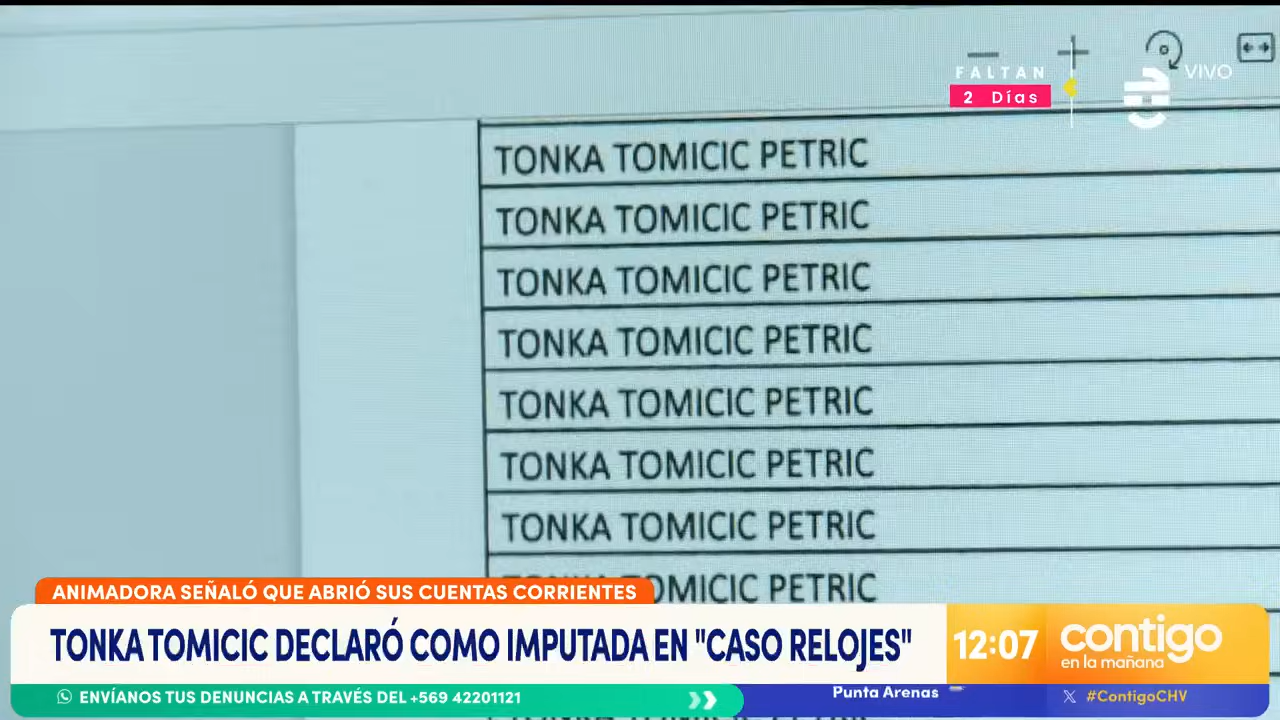 FALTAN
2 Días
VIVO
TONKA TOMICIC PETRIC
TONKA TOMICIC PETRIC
TONKA TOMICIC PETRIC
TONKA TOMICIC PETRIC
TONKA TOMICIC PETRIC
TONKA TOMICIC PETRIC
TONKA TOMICIC PETRIC
PETRIC
ANIMADORA SEÑALÓ QUE ABRIÓ SUS CUENTAS CORRIENTES
TONKA TOMICIC DECLARÓ COMO IMPUTADA EN "CASO RELOJES"
12:07
contigo
en la mañana
ENVÍANOS TUS DENUNCIAS A TRAVÉS DEL +569 42201121
Punta Arenas
#ContigoCHV